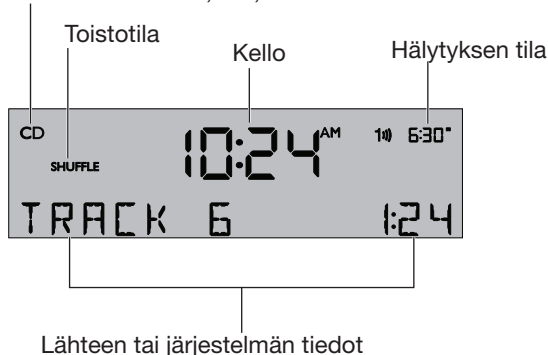 Toistotila
Kello
Hälytyksen tila
CD
SHUFFLE
10:24 AM
1 6:30
TRACK 6 1:24
Lähteen tai järjestelmän tiedot